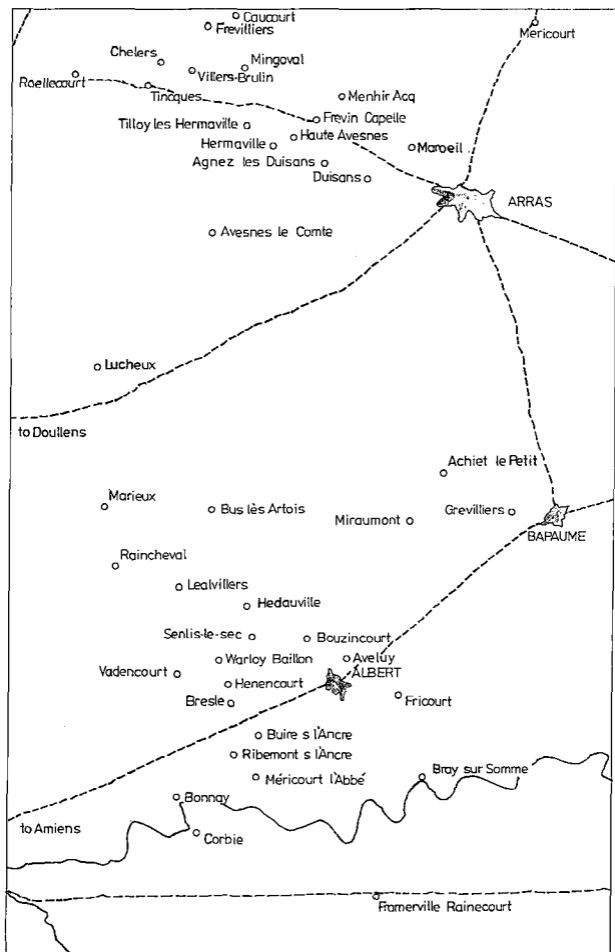 Caucourt
Frevilliers
Mericourt
Chelers
Mingoval
Villers-Brulin
Roellecourt
Tincques
Menhir Acq
Frevin Capelle
Tilloy les Hermaville
Haute Avesnes
Hermaville
Maroeil
Agnez les Duisans
Duisans
ARRAS
Avesnes le Comte
Lucheux
to Doullens
Achiet le Petit
Marieux
Bus lès Artois
Miraumont
Grevilliers
BAPAUME
Raincheval
Lealvillers
Hedauville
Senlis-le-sec
Bouzincourt
Warloy Baillon
Aveluy
Vadencourt
ALBERT
Henencourt
Fricourt
Bresle
Buire s l'Ancre
Ribemont s l'Ancre
Méricourt l'Abbé
Bray sur Somme
Bonnay
to Amiens
Corbie
Framerville Rainecourt